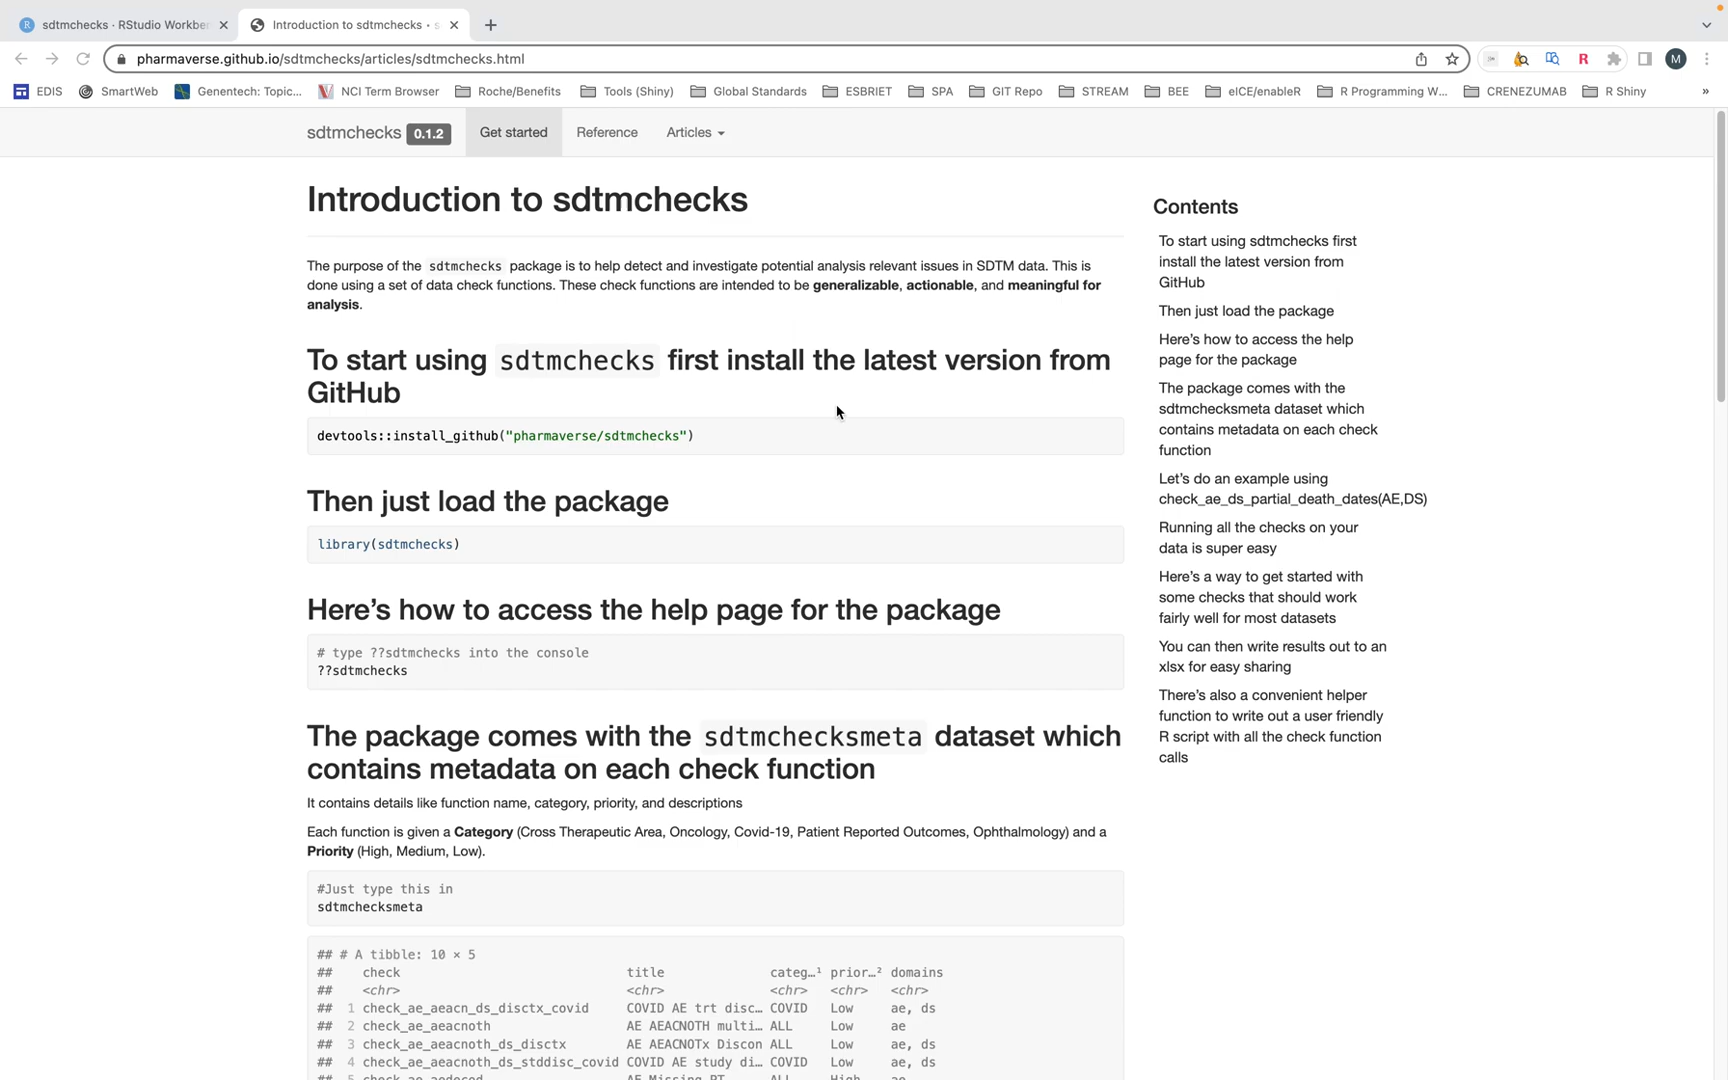 sdtmchecks · RStudio Workbe
Introduction to sdtmchecks •
pharmaverse.github.io/sdtmchecks/articles/sdtmchecks.html
M
EDIS
SmartWeb
Genentech: Topic...
NCI Term Browser
Roche/Benefits
Tools (Shiny)
Global Standards
ESBRIET
SPA
GIT Repo
STREAM
BEE
eICE/enableR
R Programming W...
CRENEZUMAB
R Shiny
»
sdtmchecks 0.1.2
Get started
Reference
Articles
Introduction to sdtmchecks
The purpose of the sdtmchecks package is to help detect and investigate potential analysis relevant issues in SDTM data. This is
done using a set of data check functions. These check functions are intended to be generalizable, actionable, and meaningful for
analysis.
To start using sdtmchecks first install the latest version from
GitHub
devtools::install_github("pharmaverse/sdtmchecks")
Then just load the package
library(sdtmchecks)
Here's how to access the help page for the package
# type ??sdtmchecks into the console
??sdtmchecks
The package comes with the sdtmchecksmeta dataset which
contains metadata on each check function
It contains details like function name, category, priority, and descriptions
Each function is given a Category (Cross Therapeutic Area, Oncology, Covid-19, Patient Reported Outcomes, Ophthalmology) and a
Priority (High, Medium, Low).
#Just type this in
sdtmchecksmeta
## # A tibble: 10 × 5
## check title categ…¹ prior…² domains
## <chr> <chr> <chr> <chr> <chr>
## 1 check_ae_aeacn_ds_disctx_covid COVID AE trt disc… COVID Low ae, ds
## 2 check_ae_aeacnoth AE AEACNOTH multi… ALL Low ae
## 3 check_ae_aeacnoth_ds_disctx AE AEACNOTx Discon ALL Low ae, ds
## 4 check_ae_aeacnoth_ds_stddisc_covid COVID AE study di… COVID Low ae, ds
## 5 check_ae_aedecod AE Missing PT ALL High ae
Contents
To start using sdtmchecks first
install the latest version from
GitHub
Then just load the package
Here's how to access the help
page for the package
The package comes with the
sdtmchecksmeta dataset which
contains metadata on each check
function
Let's do an example using
check_ae_ds_partial_death_dates(AE,DS)
Running all the checks on your
data is super easy
Here's a way to get started with
some checks that should work
fairly well for most datasets
You can then write results out to an
xlsx for easy sharing
There's also a convenient helper
function to write out a user friendly
R script with all the check function
calls